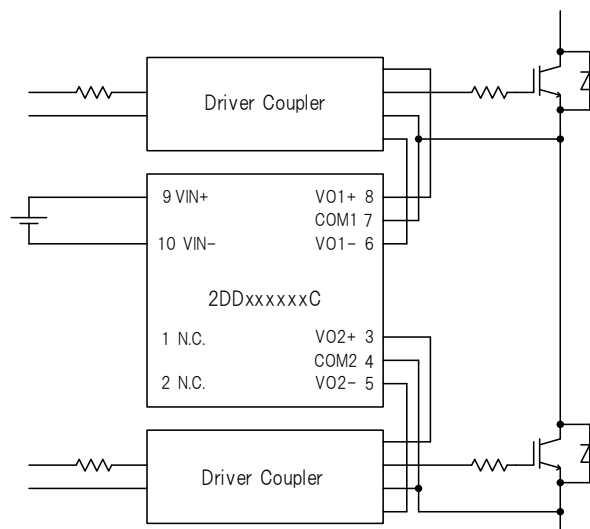 Driver Coupler
9 VIN+
VO1+ 8
COM1 7
10 VIN-
VO1- 6
2DDxxxxxxC
1 N.C.
VO2+ 3
COM2 4
2 N.C.
VO2- 5
Driver Coupler